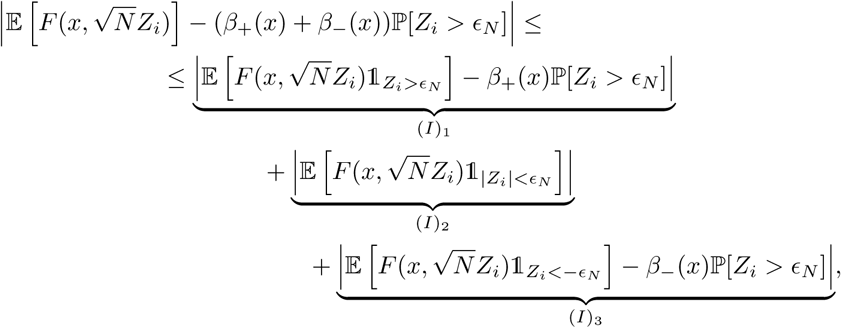 |𝔼 [F(x, √N Z_i)] − (β_+(x) + β_−(x))ℙ[Z_i > ϵ_N]| ≤
≤ |𝔼 [F(x, √N Z_i)𝟙_{Z_i>ϵ_N}] − β_+(x)ℙ[Z_i > ϵ_N]|
(I)_1
+ |𝔼 [F(x, √N Z_i)𝟙_{|Z_i|<ϵ_N}]|
(I)_2
+ |𝔼 [F(x, √N Z_i)𝟙_{Z_i<−ϵ_N}] − β_−(x)ℙ[Z_i > ϵ_N]|,
(I)_3